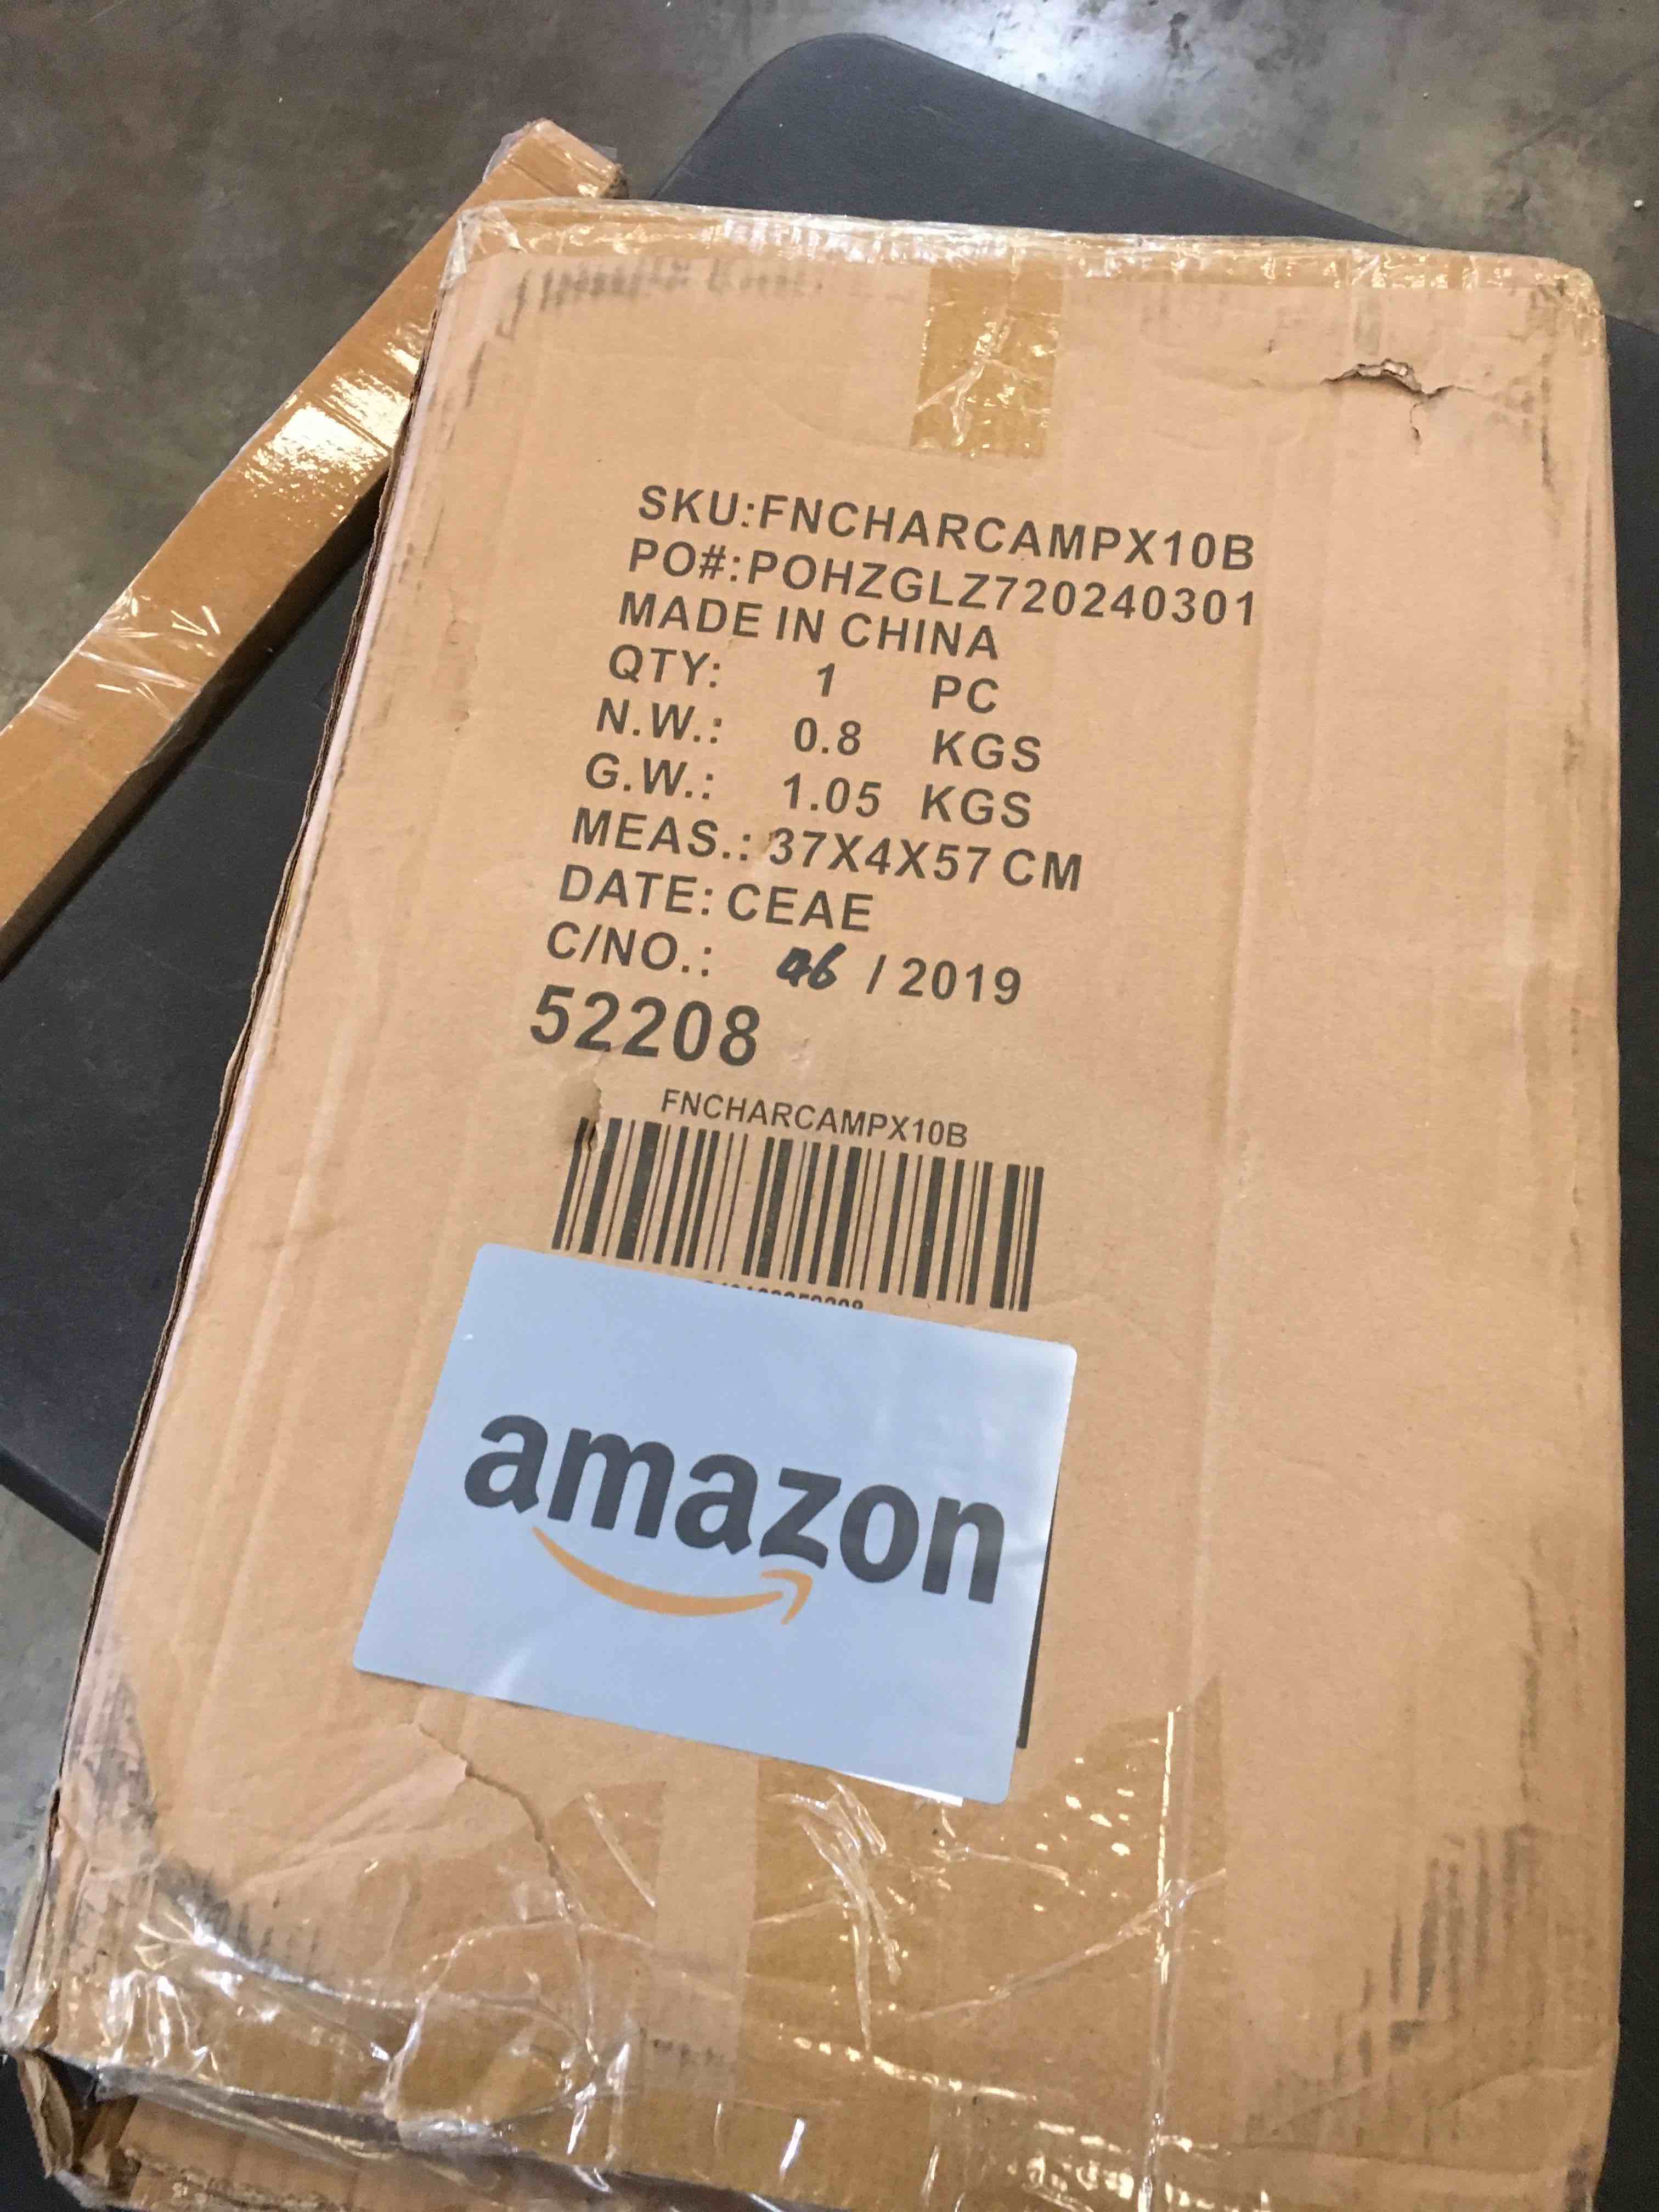 SKU:FNCHARCAMPX10B
PO#:POHZGLZ720240301
MADE IN CHINA
QTY: 1 PC
N.W.: 0.8 KGS
G.W.: 1.05 KGS
MEAS.: 37X4X57 CM
DATE: CEAE
C/NO.: / 2019
52208
FNCHARCAMPX10B
amazon